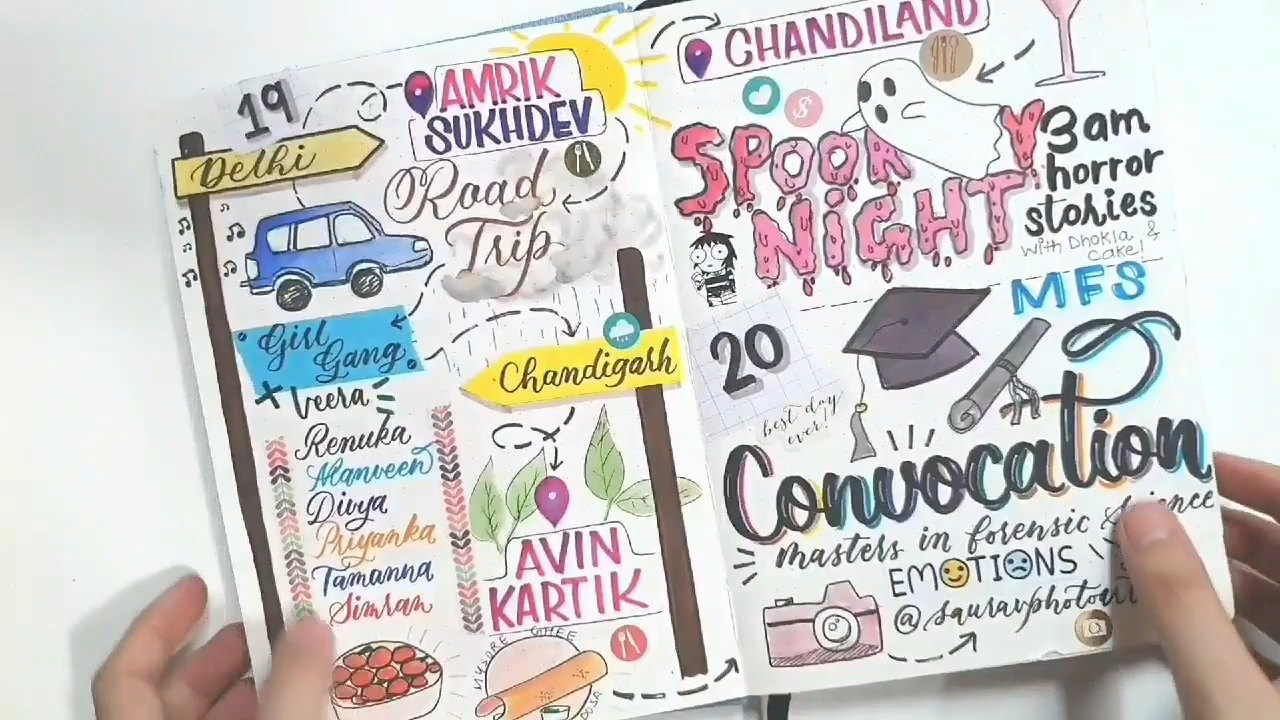 19
AMRIK
SUKHDEV
Delhi
Road
Trip
Girl
Gang
+ Veera
Renuka
Manveen
Divya
Priyanka
Tamanna
Simran
Chandigarh
AVIN
KARTIK
MYSORE GHEE
DOSA
CHANDILAND
$
SPOOKY
NIGHT
3am
horror
stories
With Dhokla &
Cake!
MFS
20
best day
ever!
Convocation
masters in forensic science
EMOTIONS